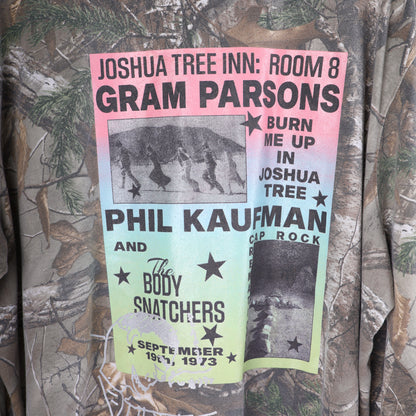 JOSHUA TREE INN: ROOM 8
GRAM PARSONS
BURN
ME UP
IN
JOSHUA
TREE
PHIL KAUFMAN
AND
The
BODY
SNATCHERS
CAP ROCK
SEPTEMBER
19th, 1973